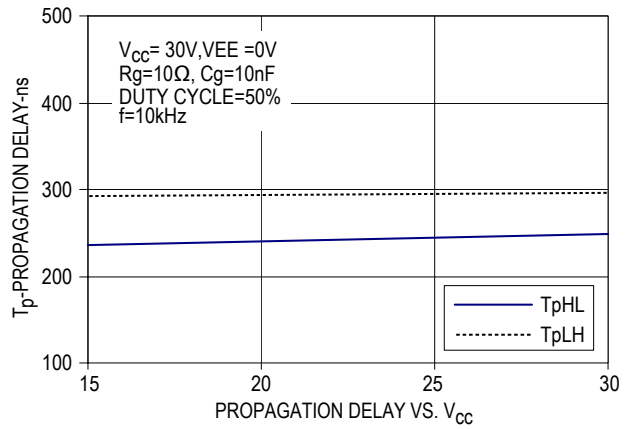 500
400
300
200
100
T_p-PROPAGATION DELAY-ns
V_CC= 30V,VEE =0V
Rg=10Ω, Cg=10nF
DUTY CYCLE=50%
f=10kHz
TpHL
TpLH
15 20 25 30
PROPAGATION DELAY VS. V_CC